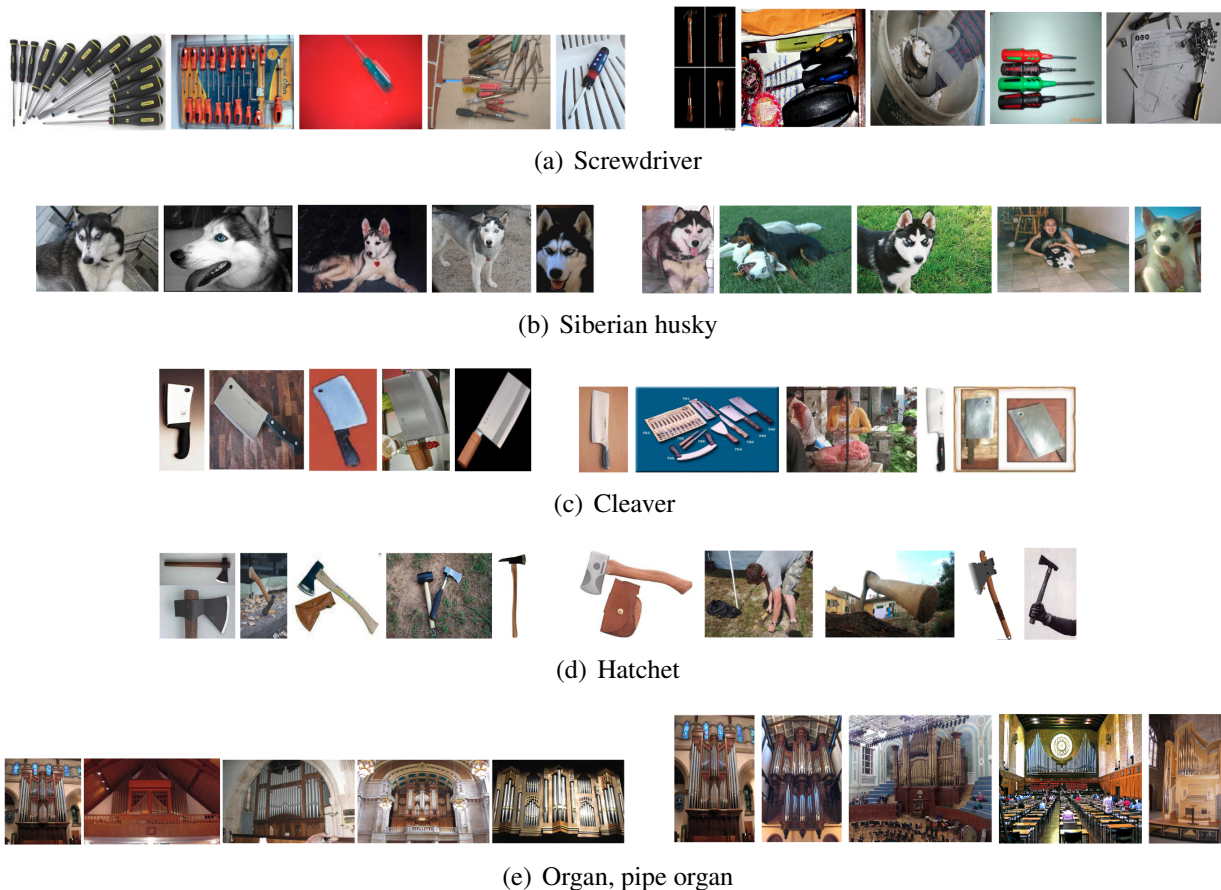 (a) Screwdriver
(b) Siberian husky
(c) Cleaver
(d) Hatchet
(e) Organ, pipe organ